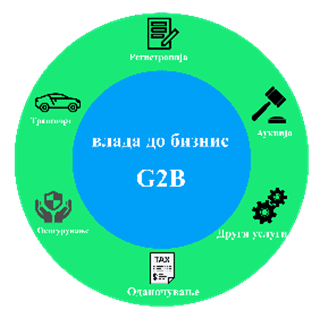 Регистрација
Транспорт
Аукција
влада до бизнис
G2B
Осигурување
Други услуги
TAX
$
Оданочување